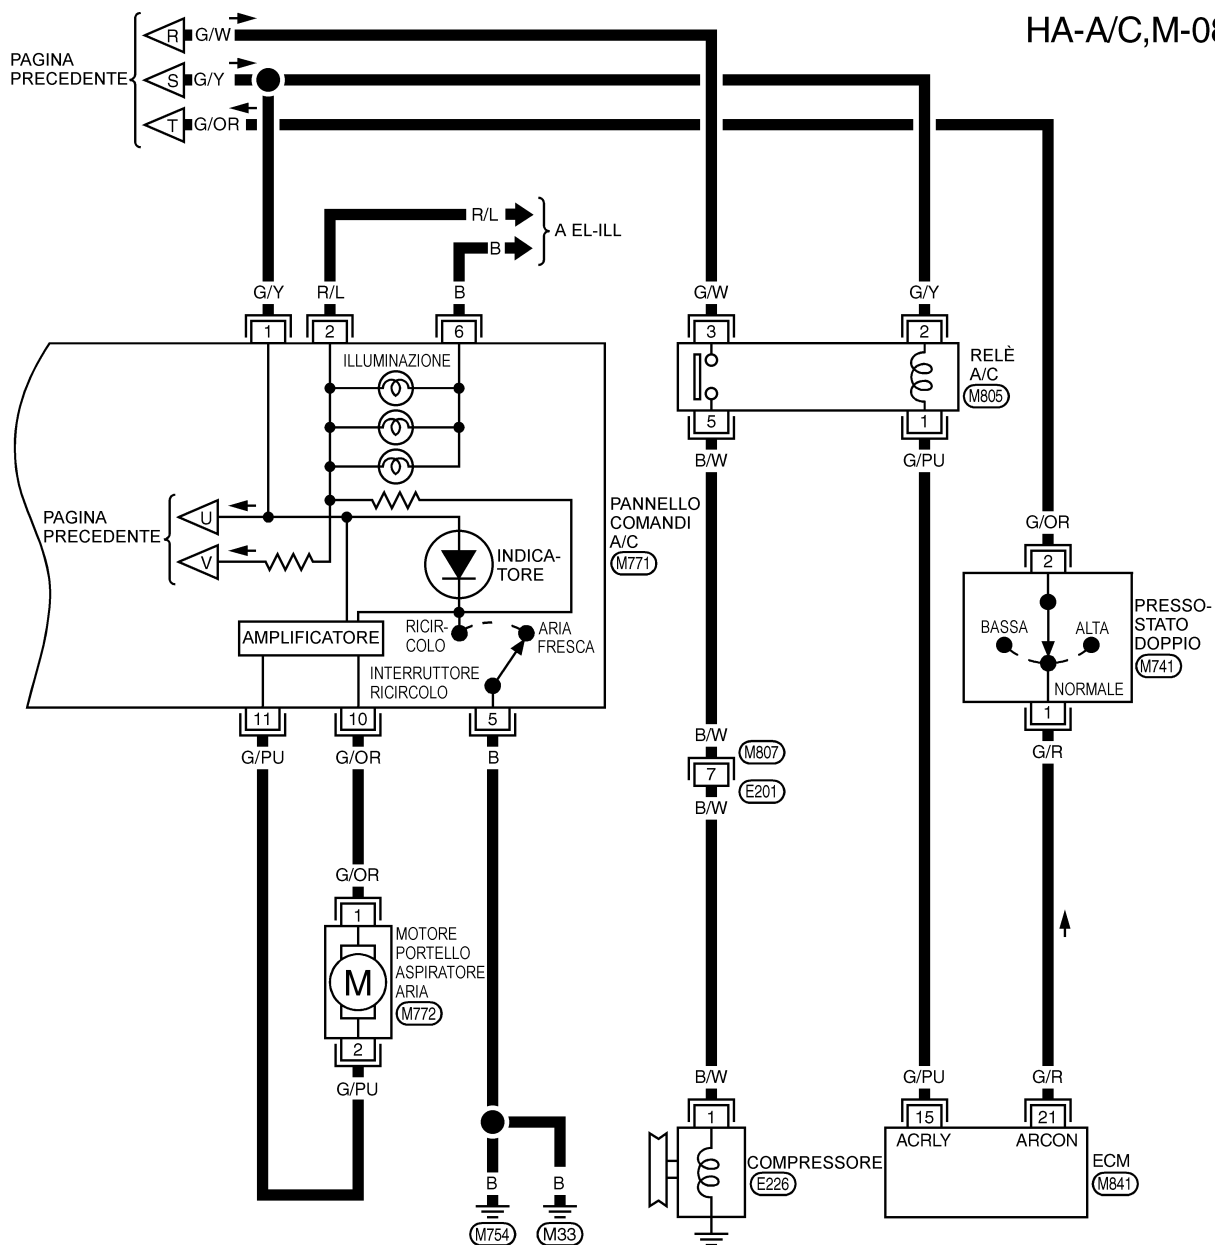 HA-A/C,M-08
PAGINA
PRECEDENTE
R G/W
S G/Y
T G/OR
R/L
B
A EL-ILL
G/Y R/L B G/W G/Y
1 2 6 3 2
ILLUMINAZIONE
RELÈ
A/C
M805
5 1
B/W G/PU
PAGINA
PRECEDENTE
U
V
INDICA-
TORE
PANNELLO
COMANDI
A/C
M771
G/OR
2
AMPLIFICATORE
RICIR-
COLO
ARIA
FRESCA
INTERRUTTORE
RICIRCOLO
BASSA
ALTA
NORMALE
PRESSO-
STATO
DOPPIO
M741
1
G/R
11 10 5
G/PU G/OR B
B/W
M807
7
E201
B/W
G/OR
1
M
MOTORE
PORTELLO
ASPIRATORE
ARIA
M772
2
G/PU
B/W G/PU G/R
1 15 21
ACRLY ARCON
COMPRESSORE
E226
ECM
M841
B B
M754 M33